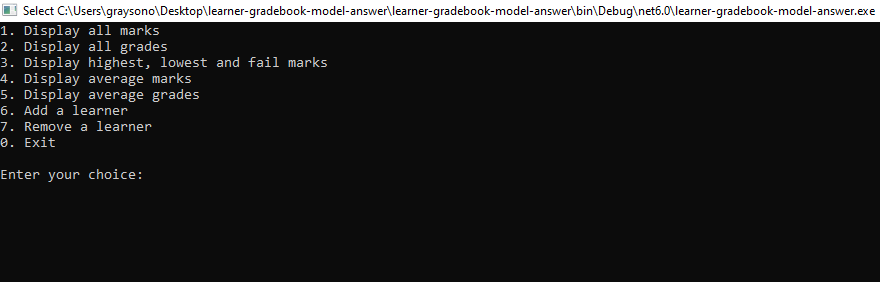 Select C:\Users\graysono\Desktop\learner-gradebook-model-answer\learner-gradebook-model-answer\bin\Debug\net6.0\learner-gradebook-model-answer.exe
1. Display all marks
2. Display all grades
3. Display highest, lowest and fail marks
4. Display average marks
5. Display average grades
6. Add a learner
7. Remove a learner
0. Exit
Enter your choice: